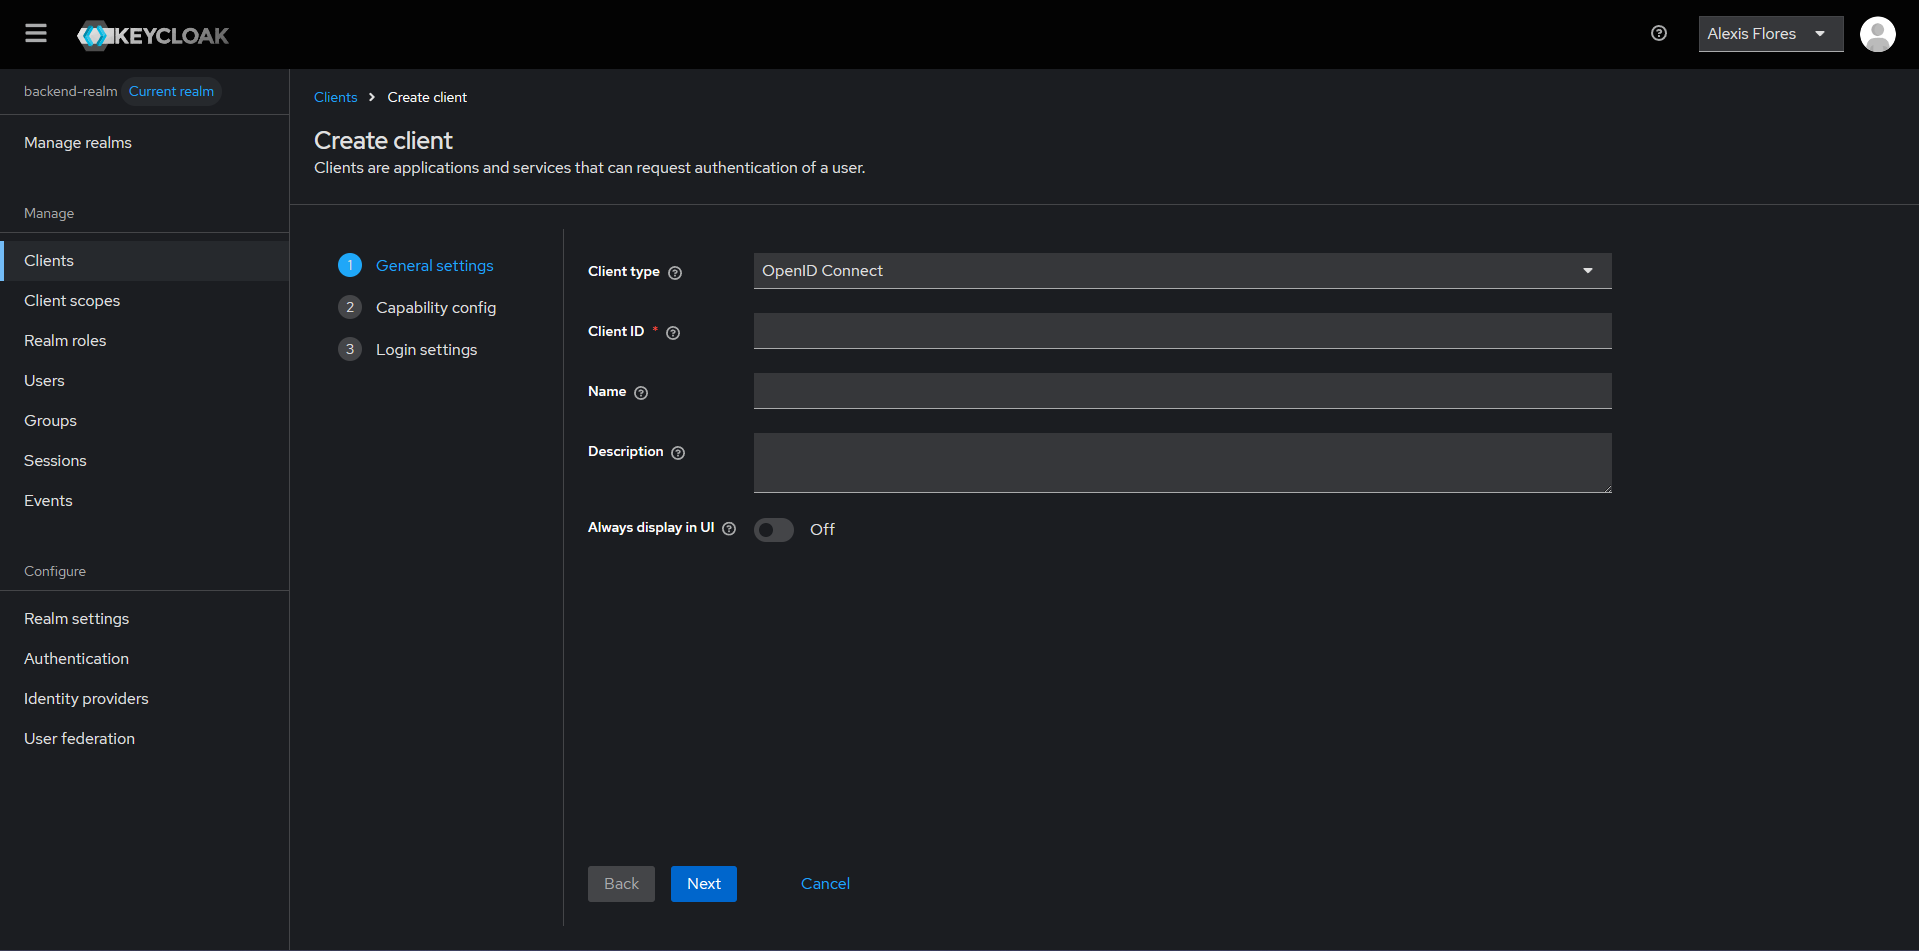 KEYCLOAK
Alexis Flores
backend-realm Current realm
Manage realms
Manage
Clients
Client scopes
Realm roles
Users
Groups
Sessions
Events
Configure
Realm settings
Authentication
Identity providers
User federation
Clients > Create client
Create client
Clients are applications and services that can request authentication of a user.
1 General settings
2 Capability config
3 Login settings
Client type ?
OpenID Connect
Client ID * ?
Name ?
Description ?
Always display in UI ?
Off
Back Next Cancel